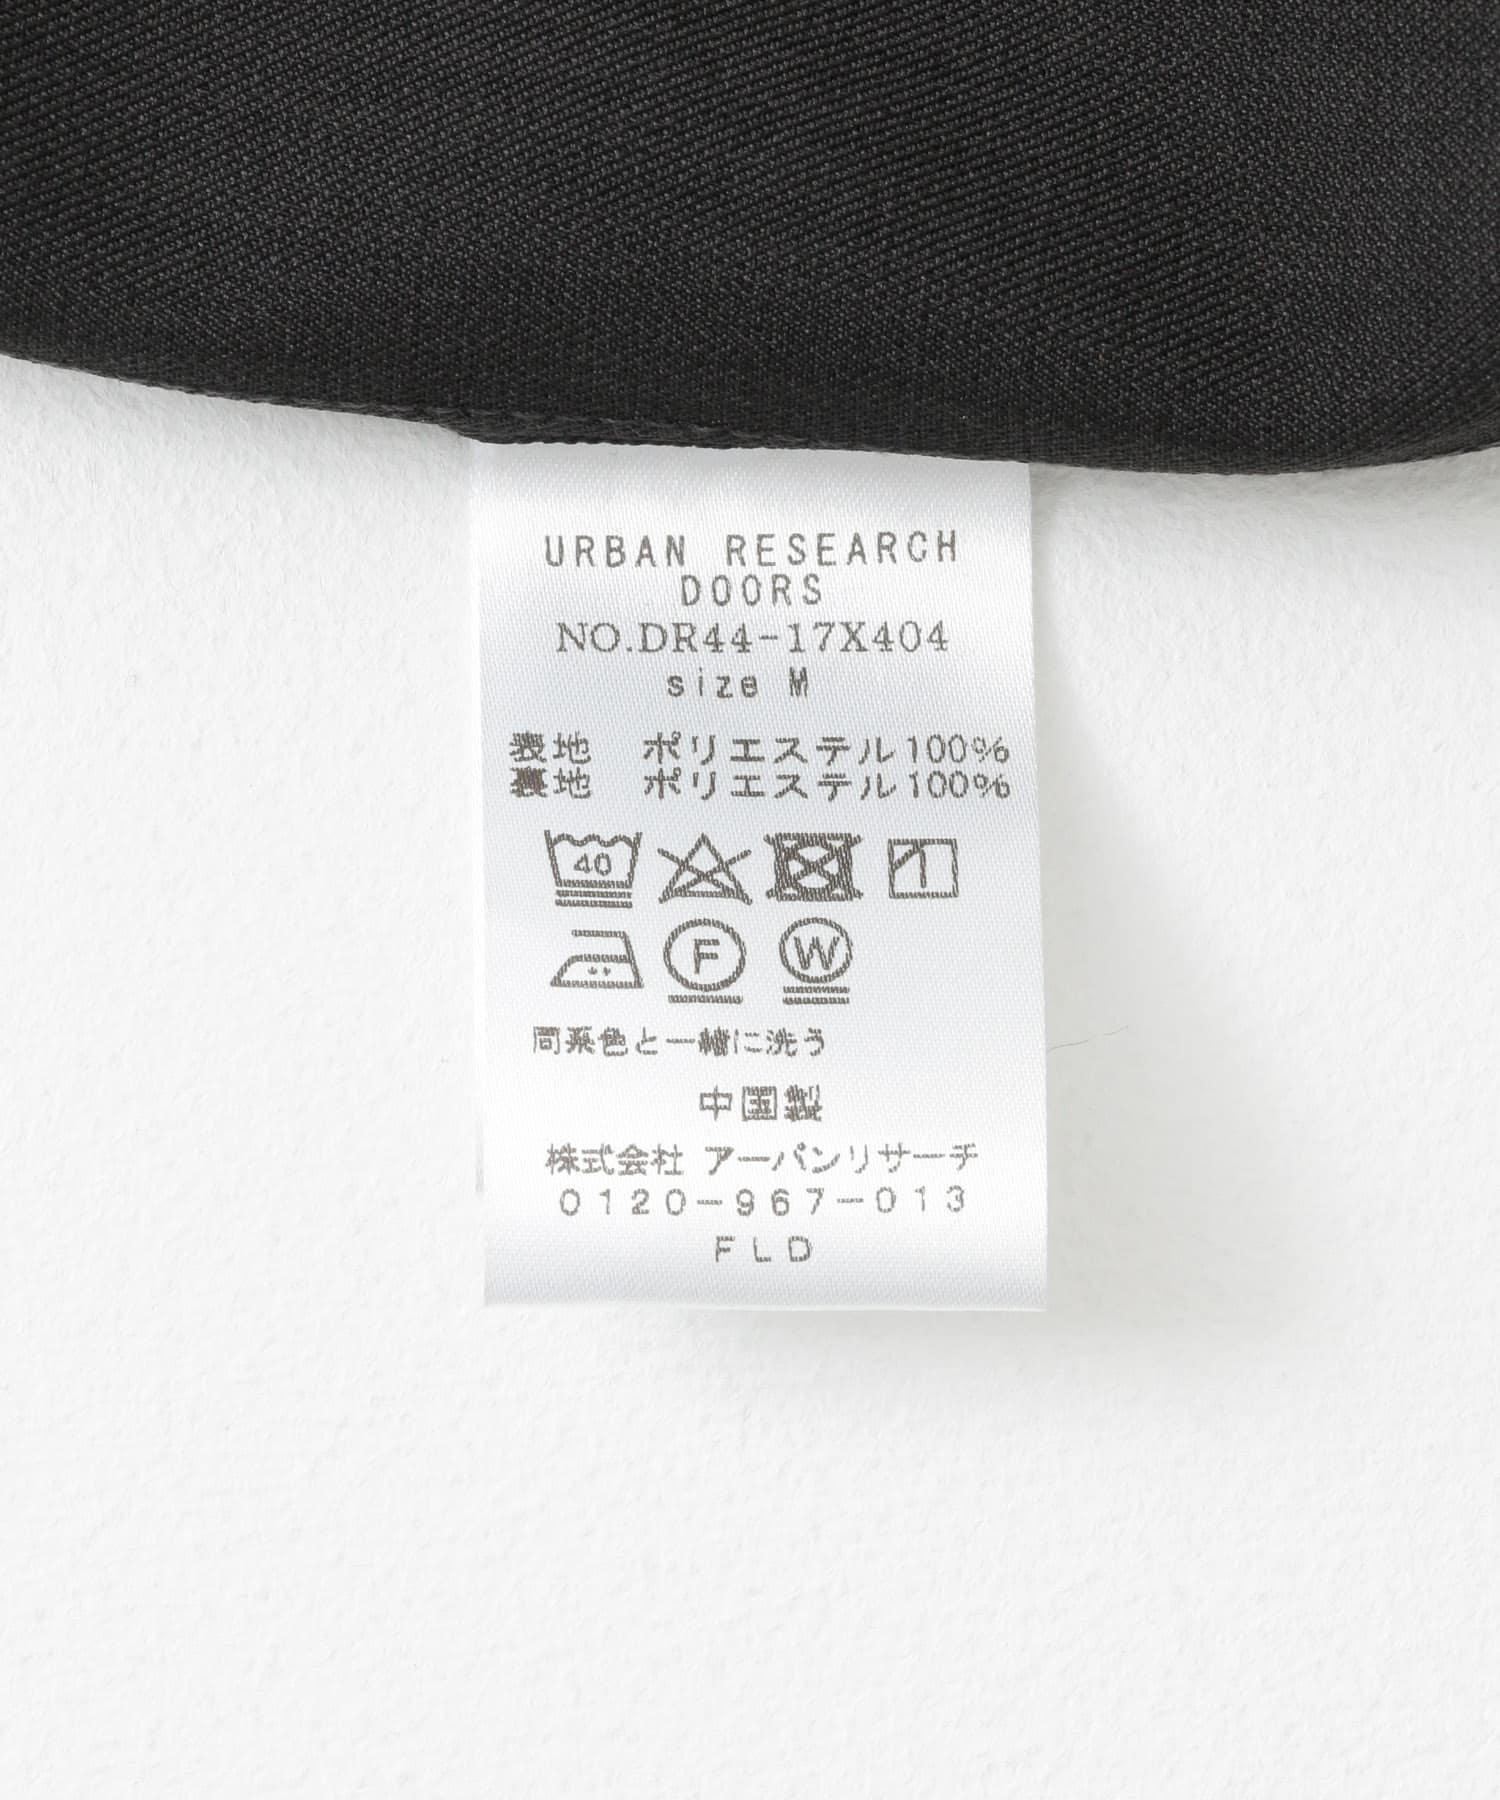 URBAN RESEARCH
DOORS
NO.DR44-17X404
size M
表地 ポリエステル100%
裏地 ポリエステル100%
40
F W
同系色と一緒に洗う
中国製
株式会社 アーバンリサーチ
0120-967-013
FLD